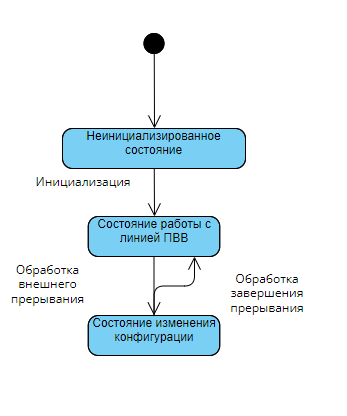 Неинициализированное
состояние
Инициализация
Состояние работы с
линией ПВВ
Обработка
внешнего
прерывания
Обработка
завершения
прерывания
Состояние изменения
конфигурации